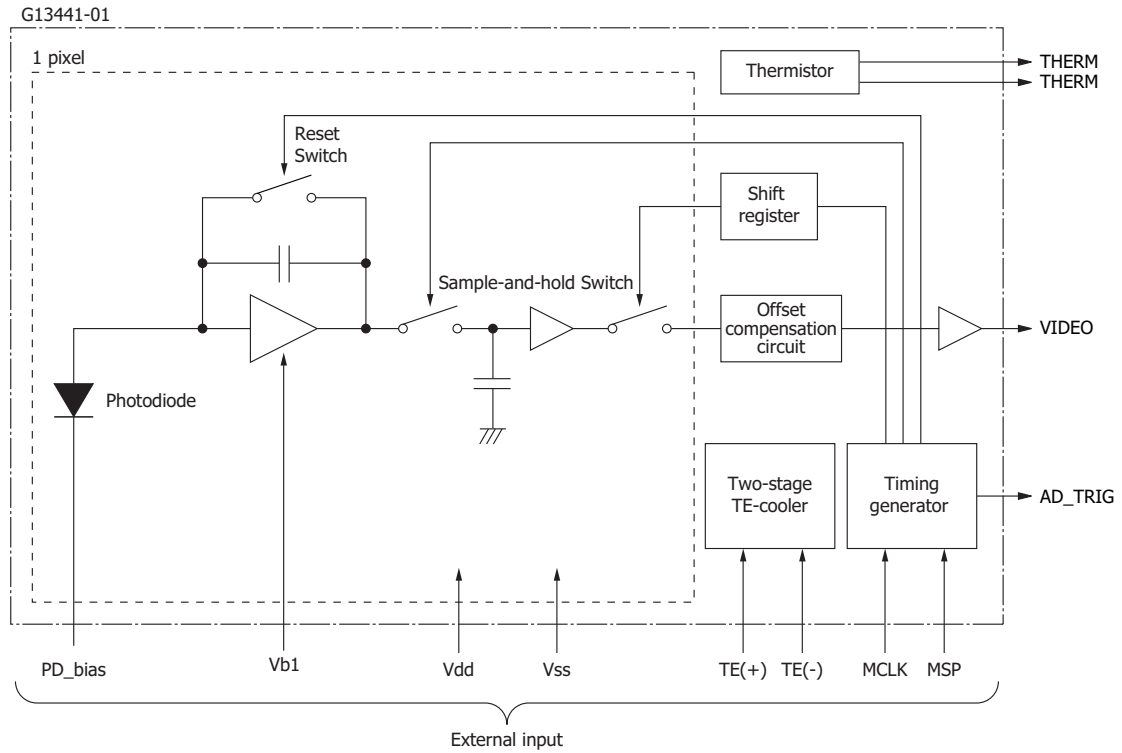 G13441-01
1 pixel
Thermistor
THERM
THERM
Reset
Switch
Shift
register
Sample-and-hold Switch
Offset
compensation
circuit
VIDEO
Photodiode
Two-stage
TE-cooler
Timing
generator
AD_TRIG
PD_bias
Vb1
Vdd
Vss
TE(+)
TE(-)
MCLK
MSP
External input